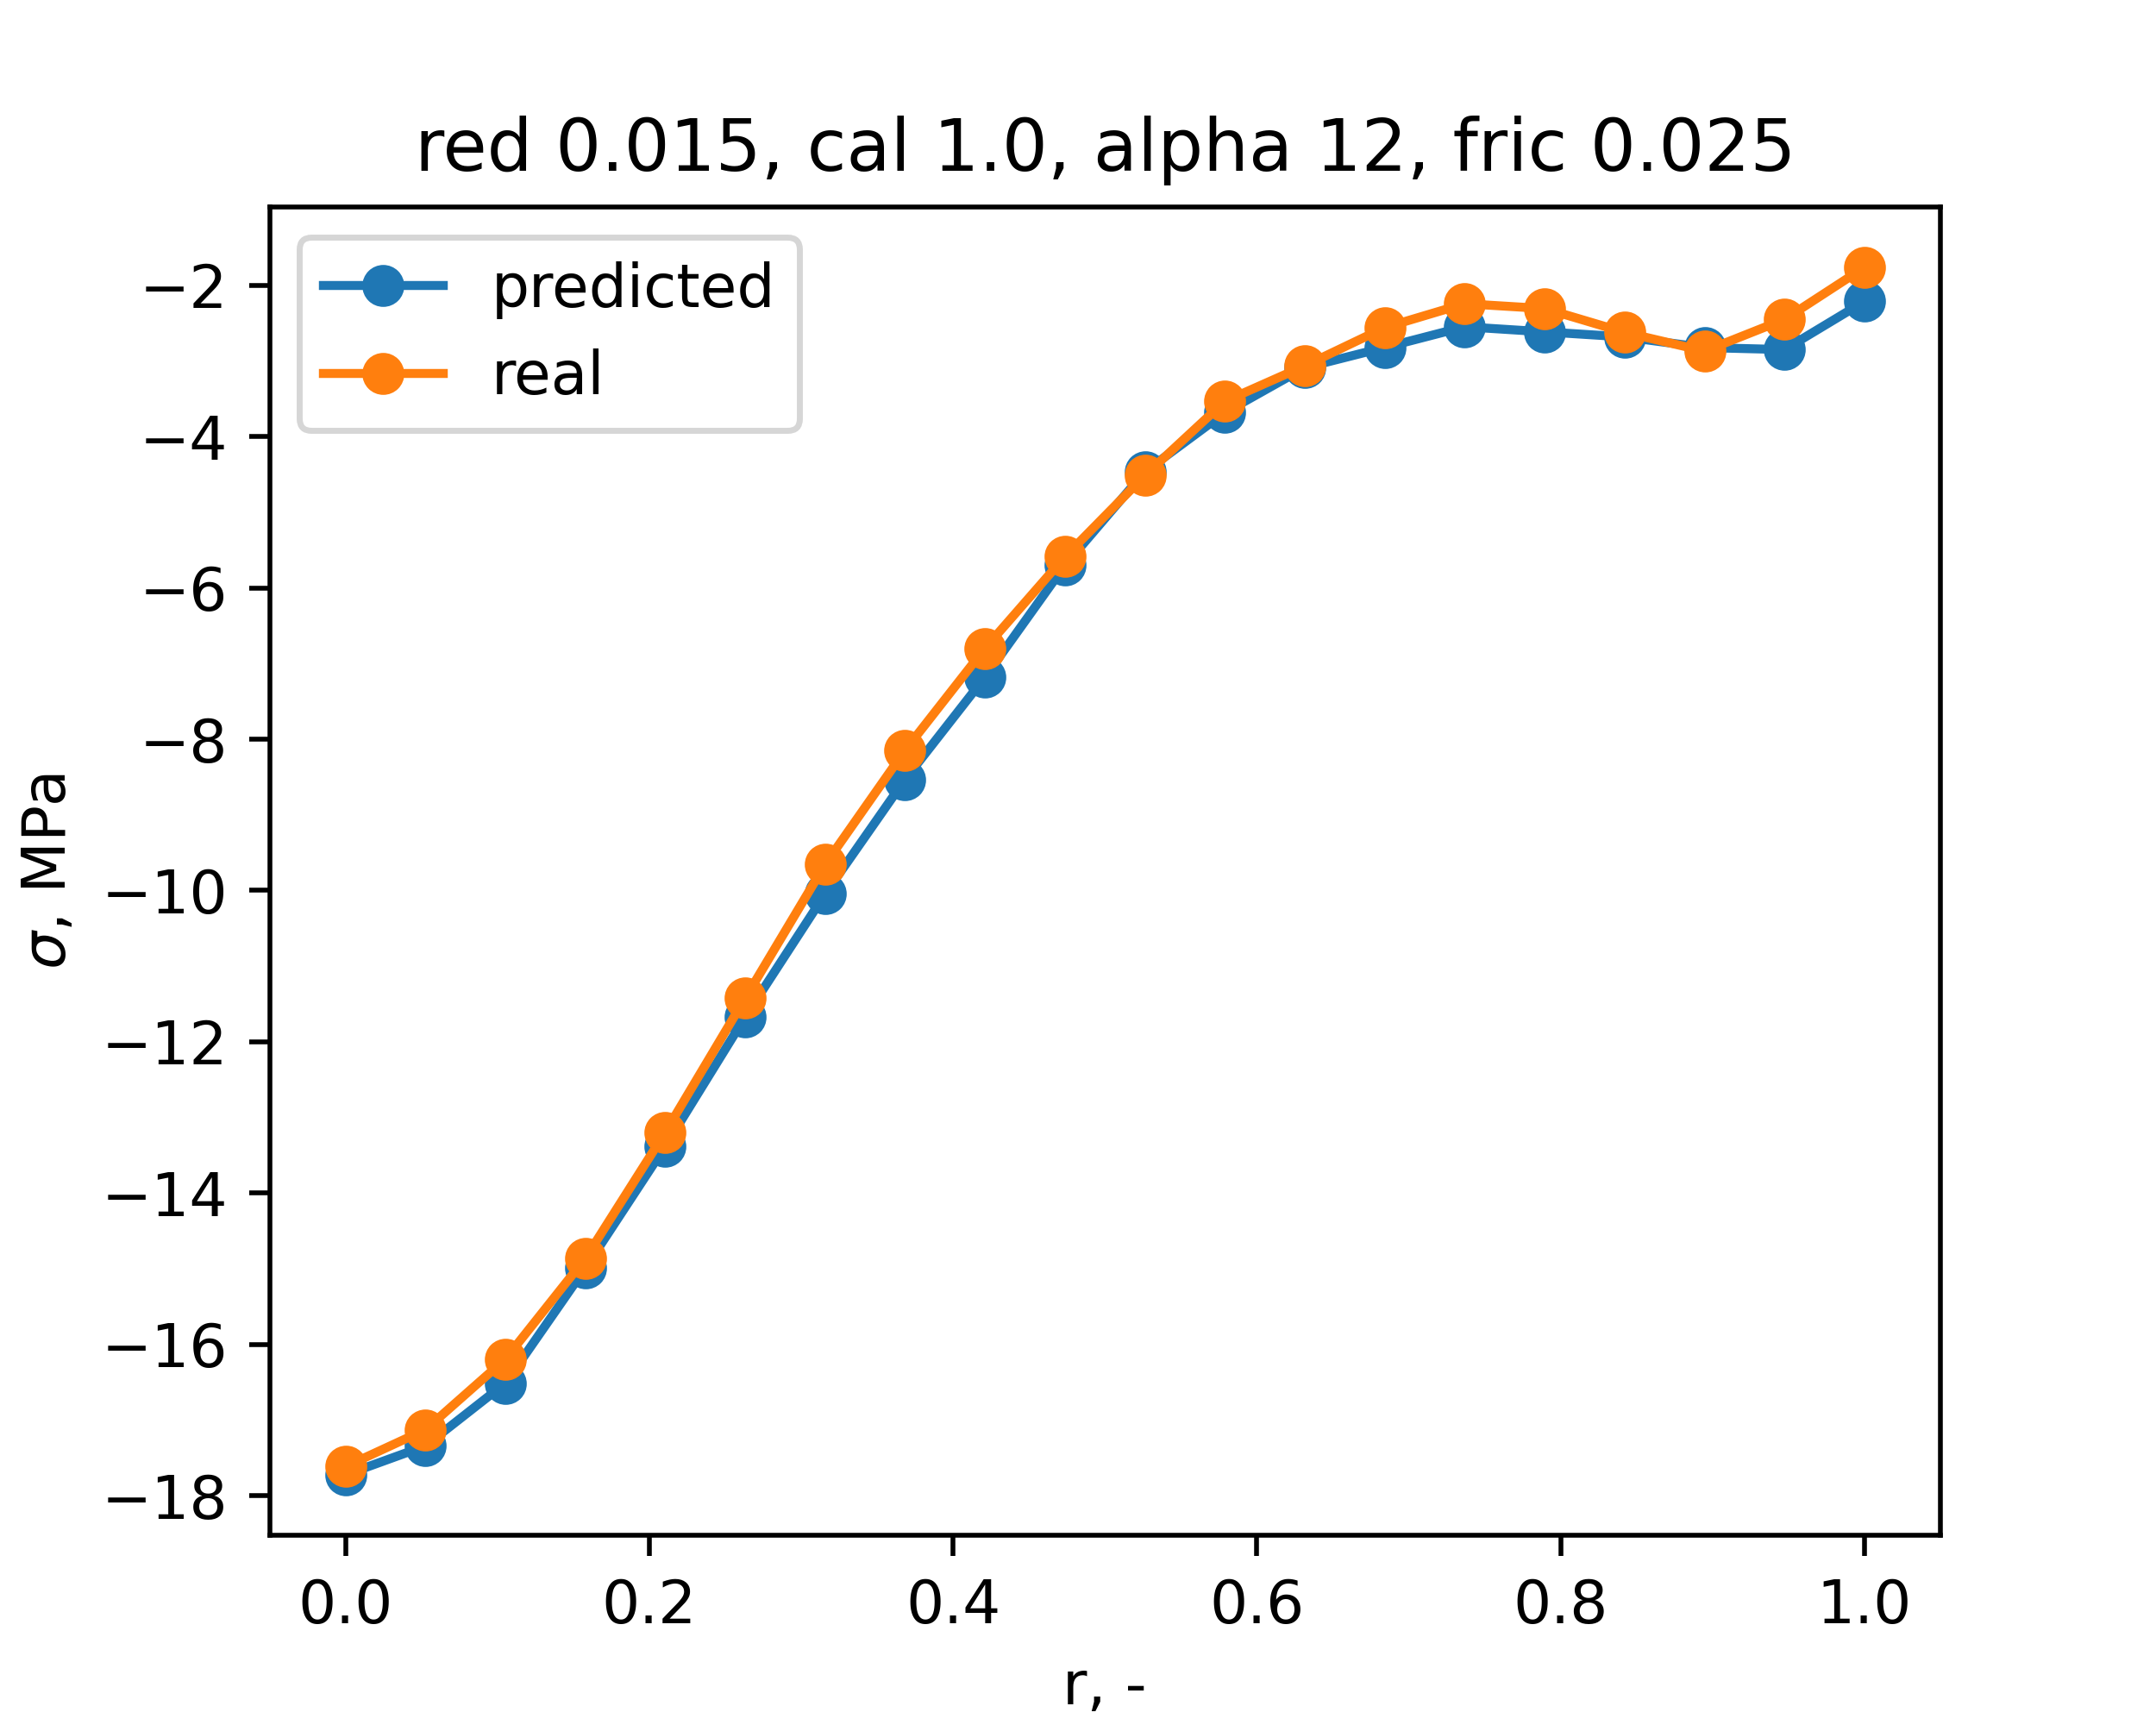 red 0.015, cal 1.0, alpha 12, fric 0.025
predicted
real
−2
−4
−6
−8
−10
−12
−14
−16
−18
σ, MPa
0.0 0.2 0.4 0.6 0.8 1.0
r, -